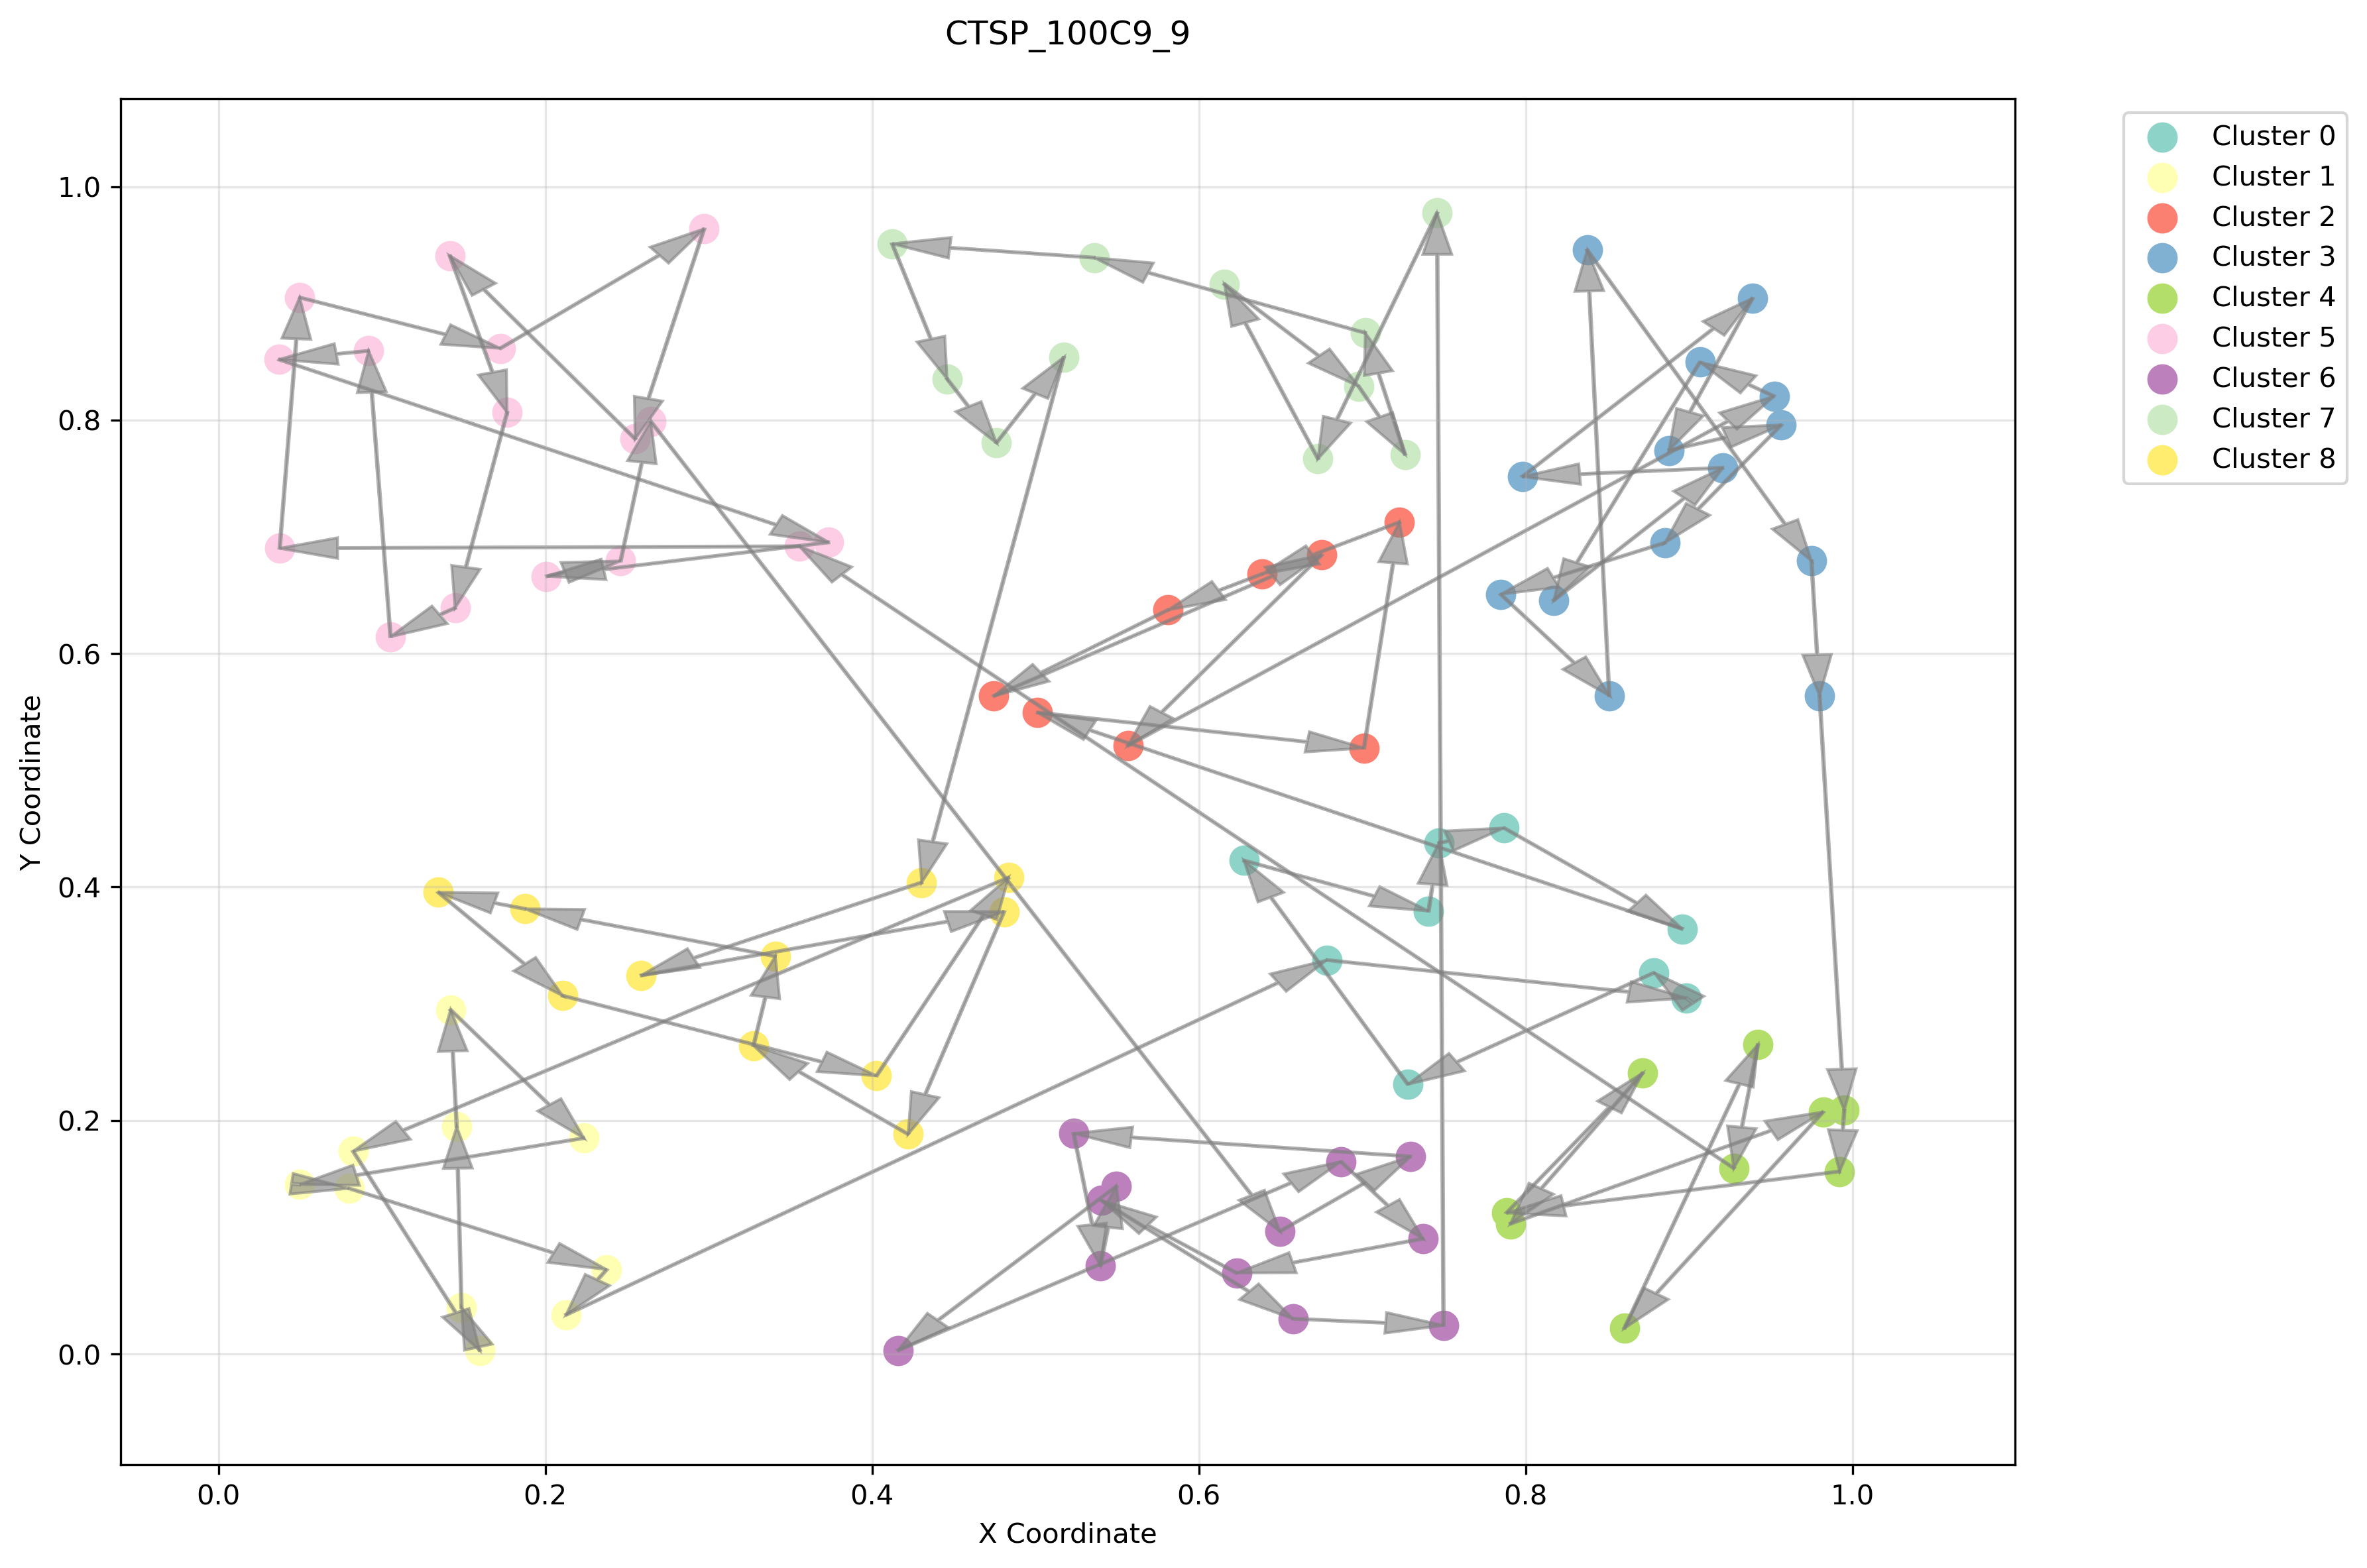 CTSP_100C9_9
Cluster 0
Cluster 1
Cluster 2
Cluster 3
Cluster 4
Cluster 5
Cluster 6
Cluster 7
Cluster 8
1.0
0.8
0.6
0.4
0.2
0.0
Y Coordinate
0.0 0.2 0.4 0.6 0.8 1.0
X Coordinate